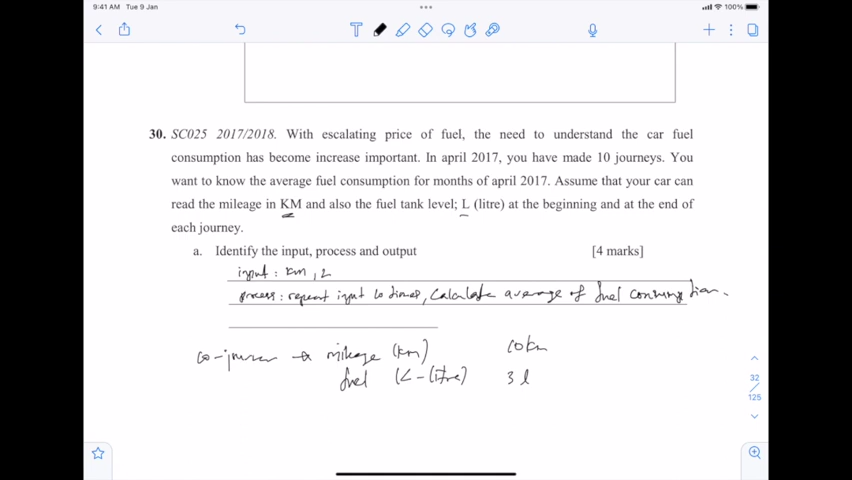 9:41 AM Tue 9 Jan
100%
30. SC025 2017/2018. With escalating price of fuel, the need to understand the car fuel
consumption has become increase important. In april 2017, you have made 10 journeys. You
want to know the average fuel consumption for months of april 2017. Assume that your car can
read the mileage in KM and also the fuel tank level; L (litre) at the beginning and at the end of
each journey.
a. Identify the input, process and output [4 marks]
input : km, L
process: repeat input 10 times, calculate average of fuel consumption.
mileage (km) 10 km
fuel (L - litre) 3 l
32
125